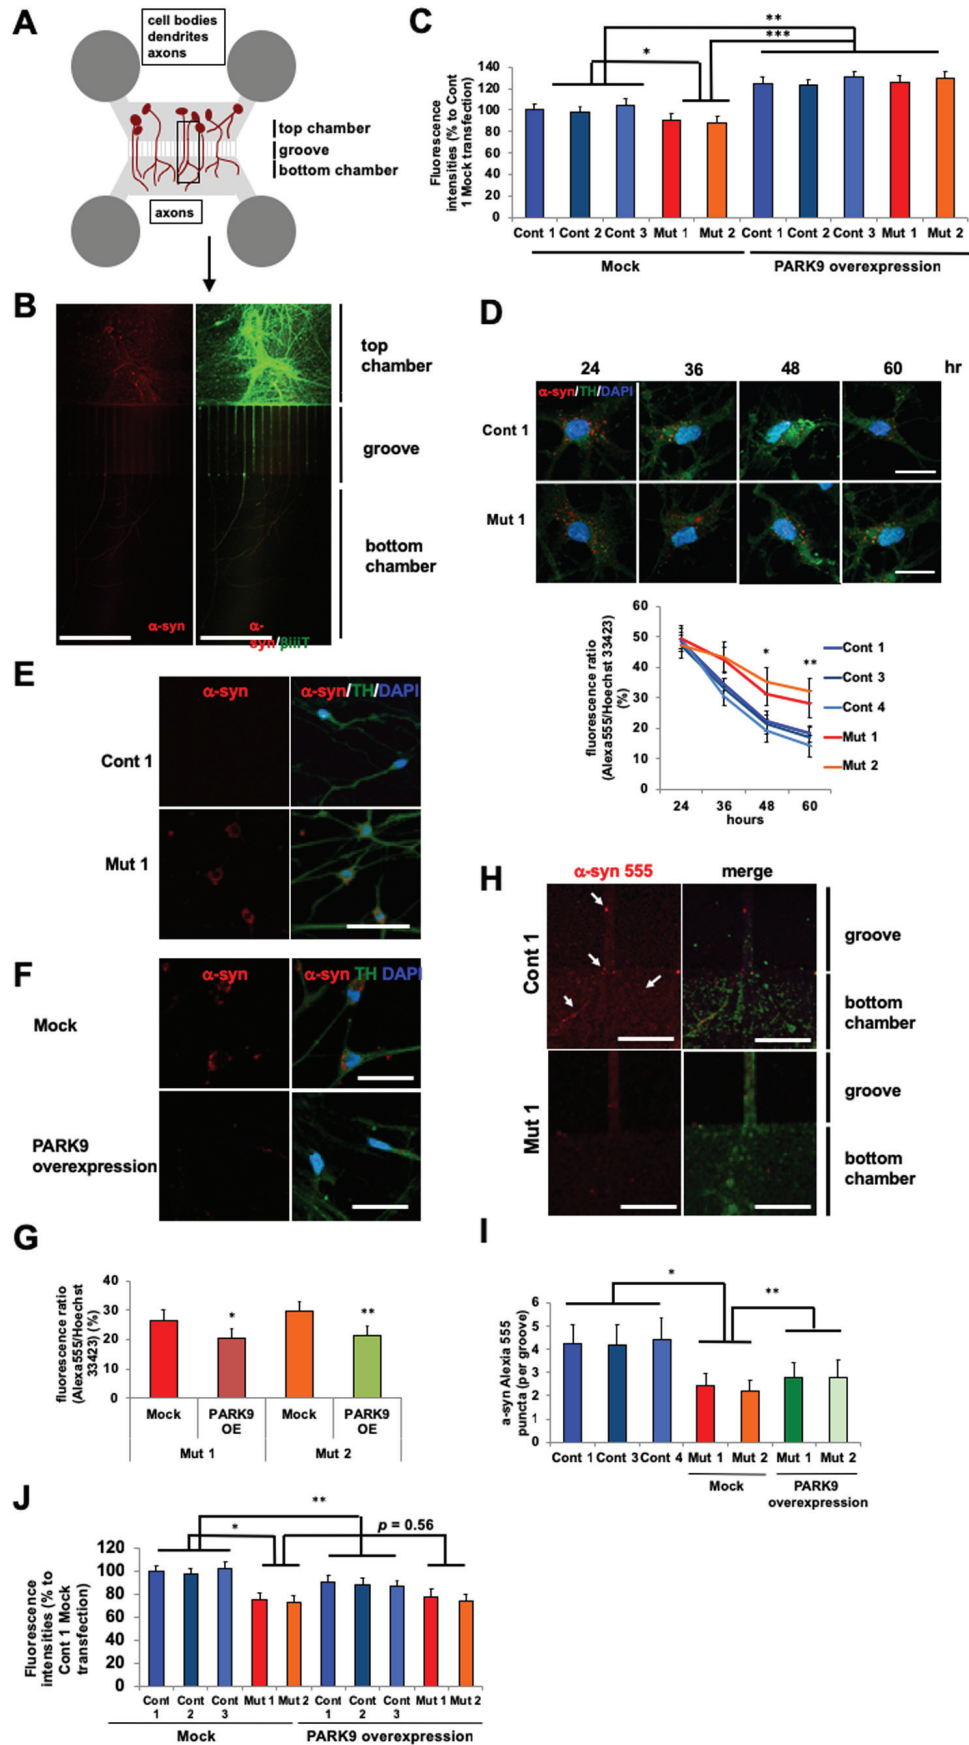 A
cell bodies
dendrites
axons
top chamber
groove
bottom chamber
axons
B
top
chamber
groove
bottom
chamber
α-syn
α-
syn/βiiiT
C
**
***
*
Fluorescence
intensities (% to Cont
1 Mock transfection)
140
120
100
80
60
40
20
0
Cont 1 Cont 2 Cont 3 Mut 1 Mut 2 Cont 1 Cont 2 Cont 3 Mut 1 Mut 2
Mock PARK9 overexpression
D
24 36 48 60 hr
α-syn/TH/DAPI
Cont 1
Mut 1
fluorescence ratio
(Alexa555/Hoechst 33423)
(%)
60
50
40
30
20
10
0
* **
24 36 48 60
hours
Cont 1
Cont 3
Cont 4
Mut 1
Mut 2
E
α-syn α-syn/TH/DAPI
Cont 1
Mut 1
F
α-syn α-syn TH DAPI
Mock
PARK9
overexpression
G
fluorescence ratio
(Alexa555/Hoechst
33423) (%)
40
30
20
10
0
* **
Mock PARK9 OE Mock PARK9 OE
Mut 1 Mut 2
H
α-syn 555 merge
Cont 1
groove
bottom
chamber
Mut 1
groove
bottom
chamber
I
* **
a-syn Alexia 555
puncta (per groove)
6
5
4
3
2
1
0
Cont 1 Cont 3 Cont 4 Mut 1 Mut 2 Mut 1 Mut 2
Mock PARK9
overexpression
J
**
*
p = 0.56
Fluorescence
intensities (% to
Cont 1 Mock
transfection)
120
100
80
60
40
20
0
Cont 1 Cont 2 Cont 3 Mut 1 Mut 2 Cont 1 Cont 2 Cont 3 Mut 1 Mut 2
Mock PARK9 overexpression